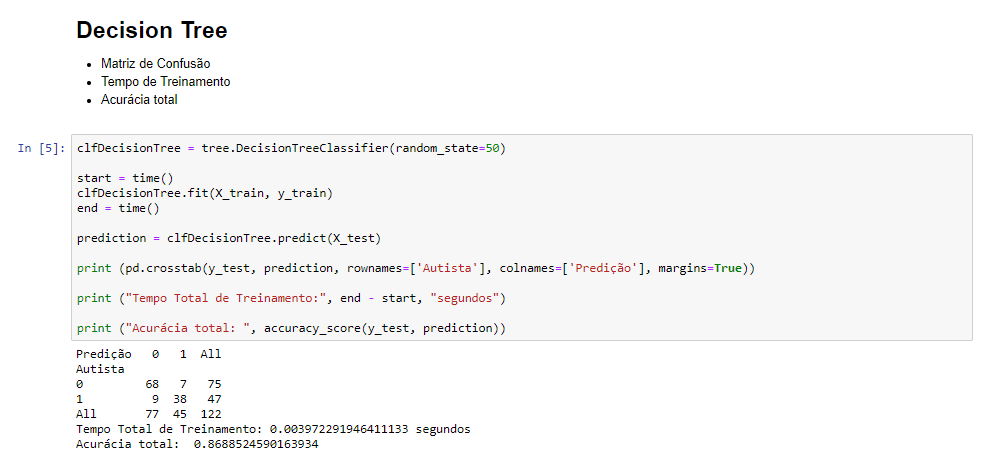 Decision Tree
• Matriz de Confusão
• Tempo de Treinamento
• Acurácia total
In [5]: clfDecisionTree = tree.DecisionTreeClassifier(random_state=50)
start = time()
clfDecisionTree.fit(X_train, y_train)
end = time()
prediction = clfDecisionTree.predict(X_test)
print (pd.crosstab(y_test, prediction, rownames=['Autista'], colnames=['Predição'], margins=True))
print ("Tempo Total de Treinamento:", end - start, "segundos")
print ("Acurácia total: ", accuracy_score(y_test, prediction))
Predição   0   1  All
Autista
0         68   7   75
1          9  38   47
All       77  45  122
Tempo Total de Treinamento: 0.003972291946411133 segundos
Acurácia total:  0.8688524590163934